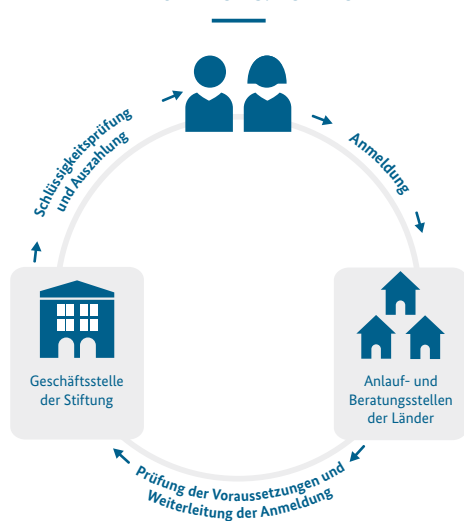 Anmeldung
Anlauf- und
Beratungsstellen
der Länder
Prüfung der Voraussetzungen und
Weiterleitung der Anmeldung
Geschäftsstelle
der Stiftung
Schlüssigkeitsprüfung
und Auszahlung